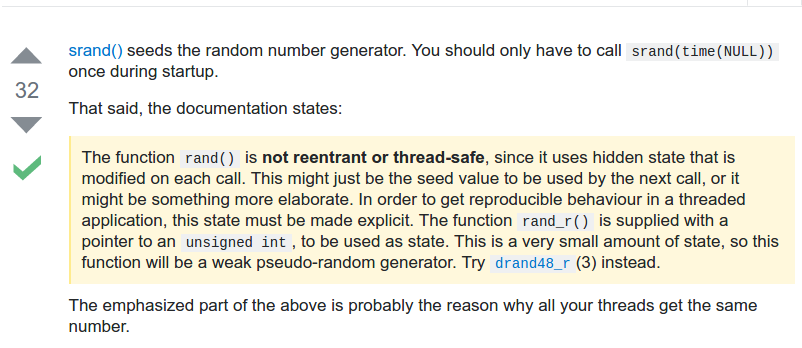 srand() seeds the random number generator. You should only have to call srand(time(NULL))
once during startup.
32
That said, the documentation states:
The function rand() is not reentrant or thread-safe, since it uses hidden state that is
modified on each call. This might just be the seed value to be used by the next call, or it
might be something more elaborate. In order to get reproducible behaviour in a threaded
application, this state must be made explicit. The function rand_r() is supplied with a
pointer to an unsigned int, to be used as state. This is a very small amount of state, so this
function will be a weak pseudo-random generator. Try drand48_r (3) instead.
The emphasized part of the above is probably the reason why all your threads get the same
number.